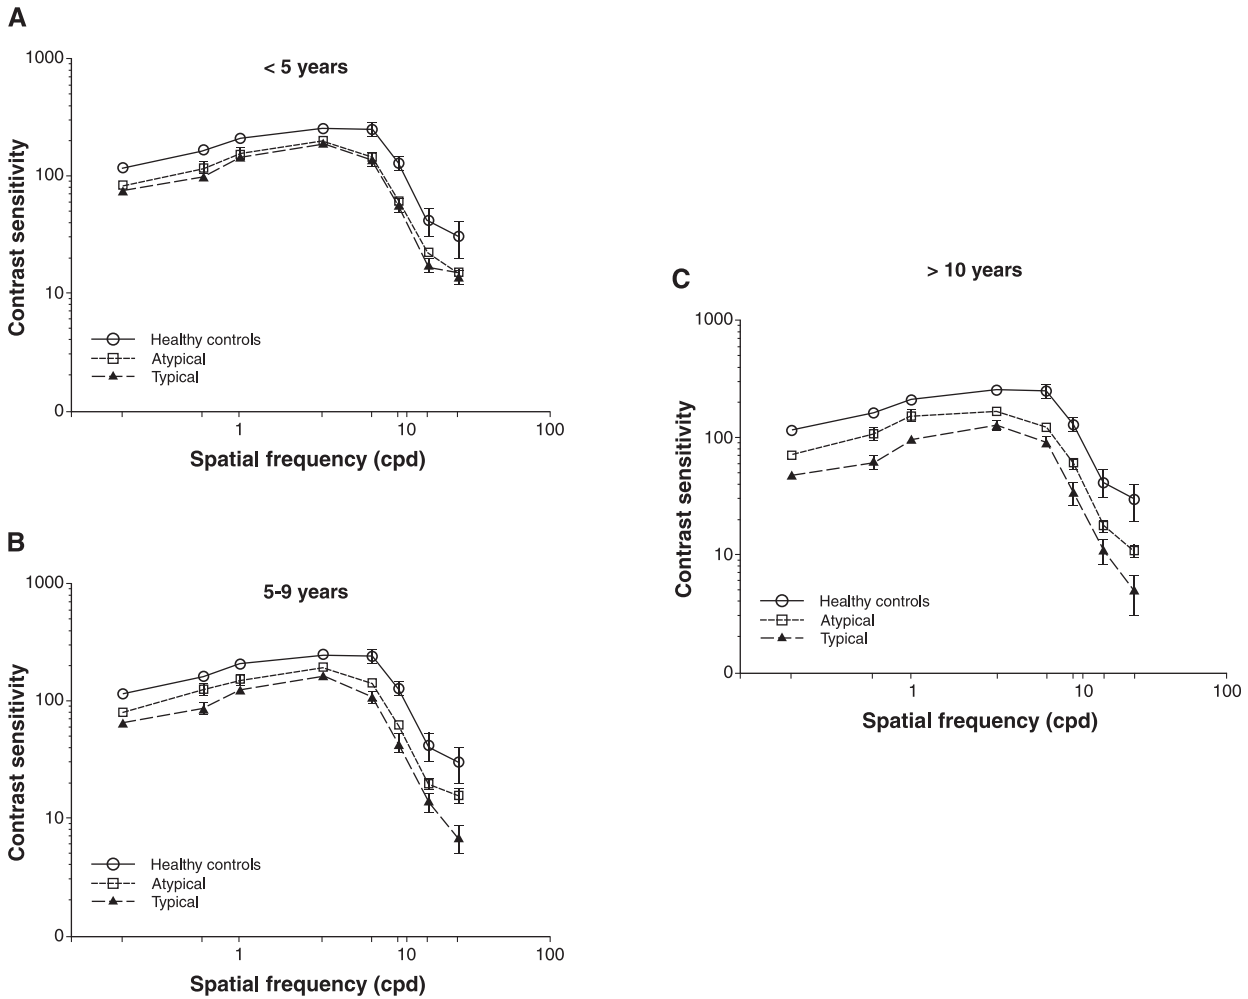 A
< 5 years
1000
100
10
0
Contrast sensitivity
Healthy controls
Atypical
Typical
1 10 100
Spatial frequency (cpd)
B
5-9 years
1000
100
10
0
Contrast sensitivity
Healthy controls
Atypical
Typical
1 10 100
Spatial frequency (cpd)
C
> 10 years
1000
100
10
0
Contrast sensitivity
Healthy controls
Atypical
Typical
1 10 100
Spatial frequency (cpd)